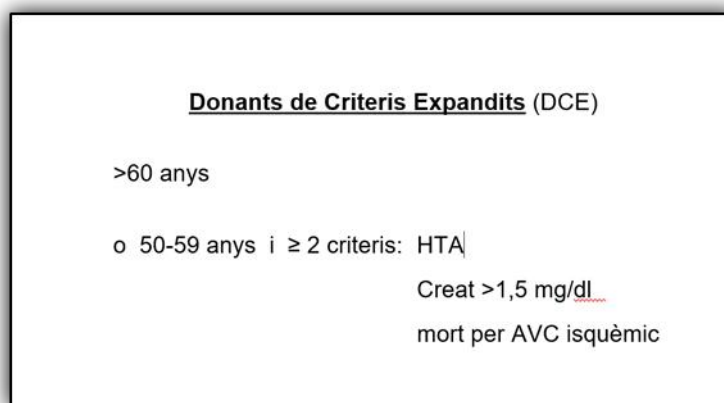 Donants de Criteris Expandits (DCE)
>60 anys
o 50-59 anys i ≥ 2 criteris: HTA
Creat >1,5 mg/dl
mort per AVC isquèmic